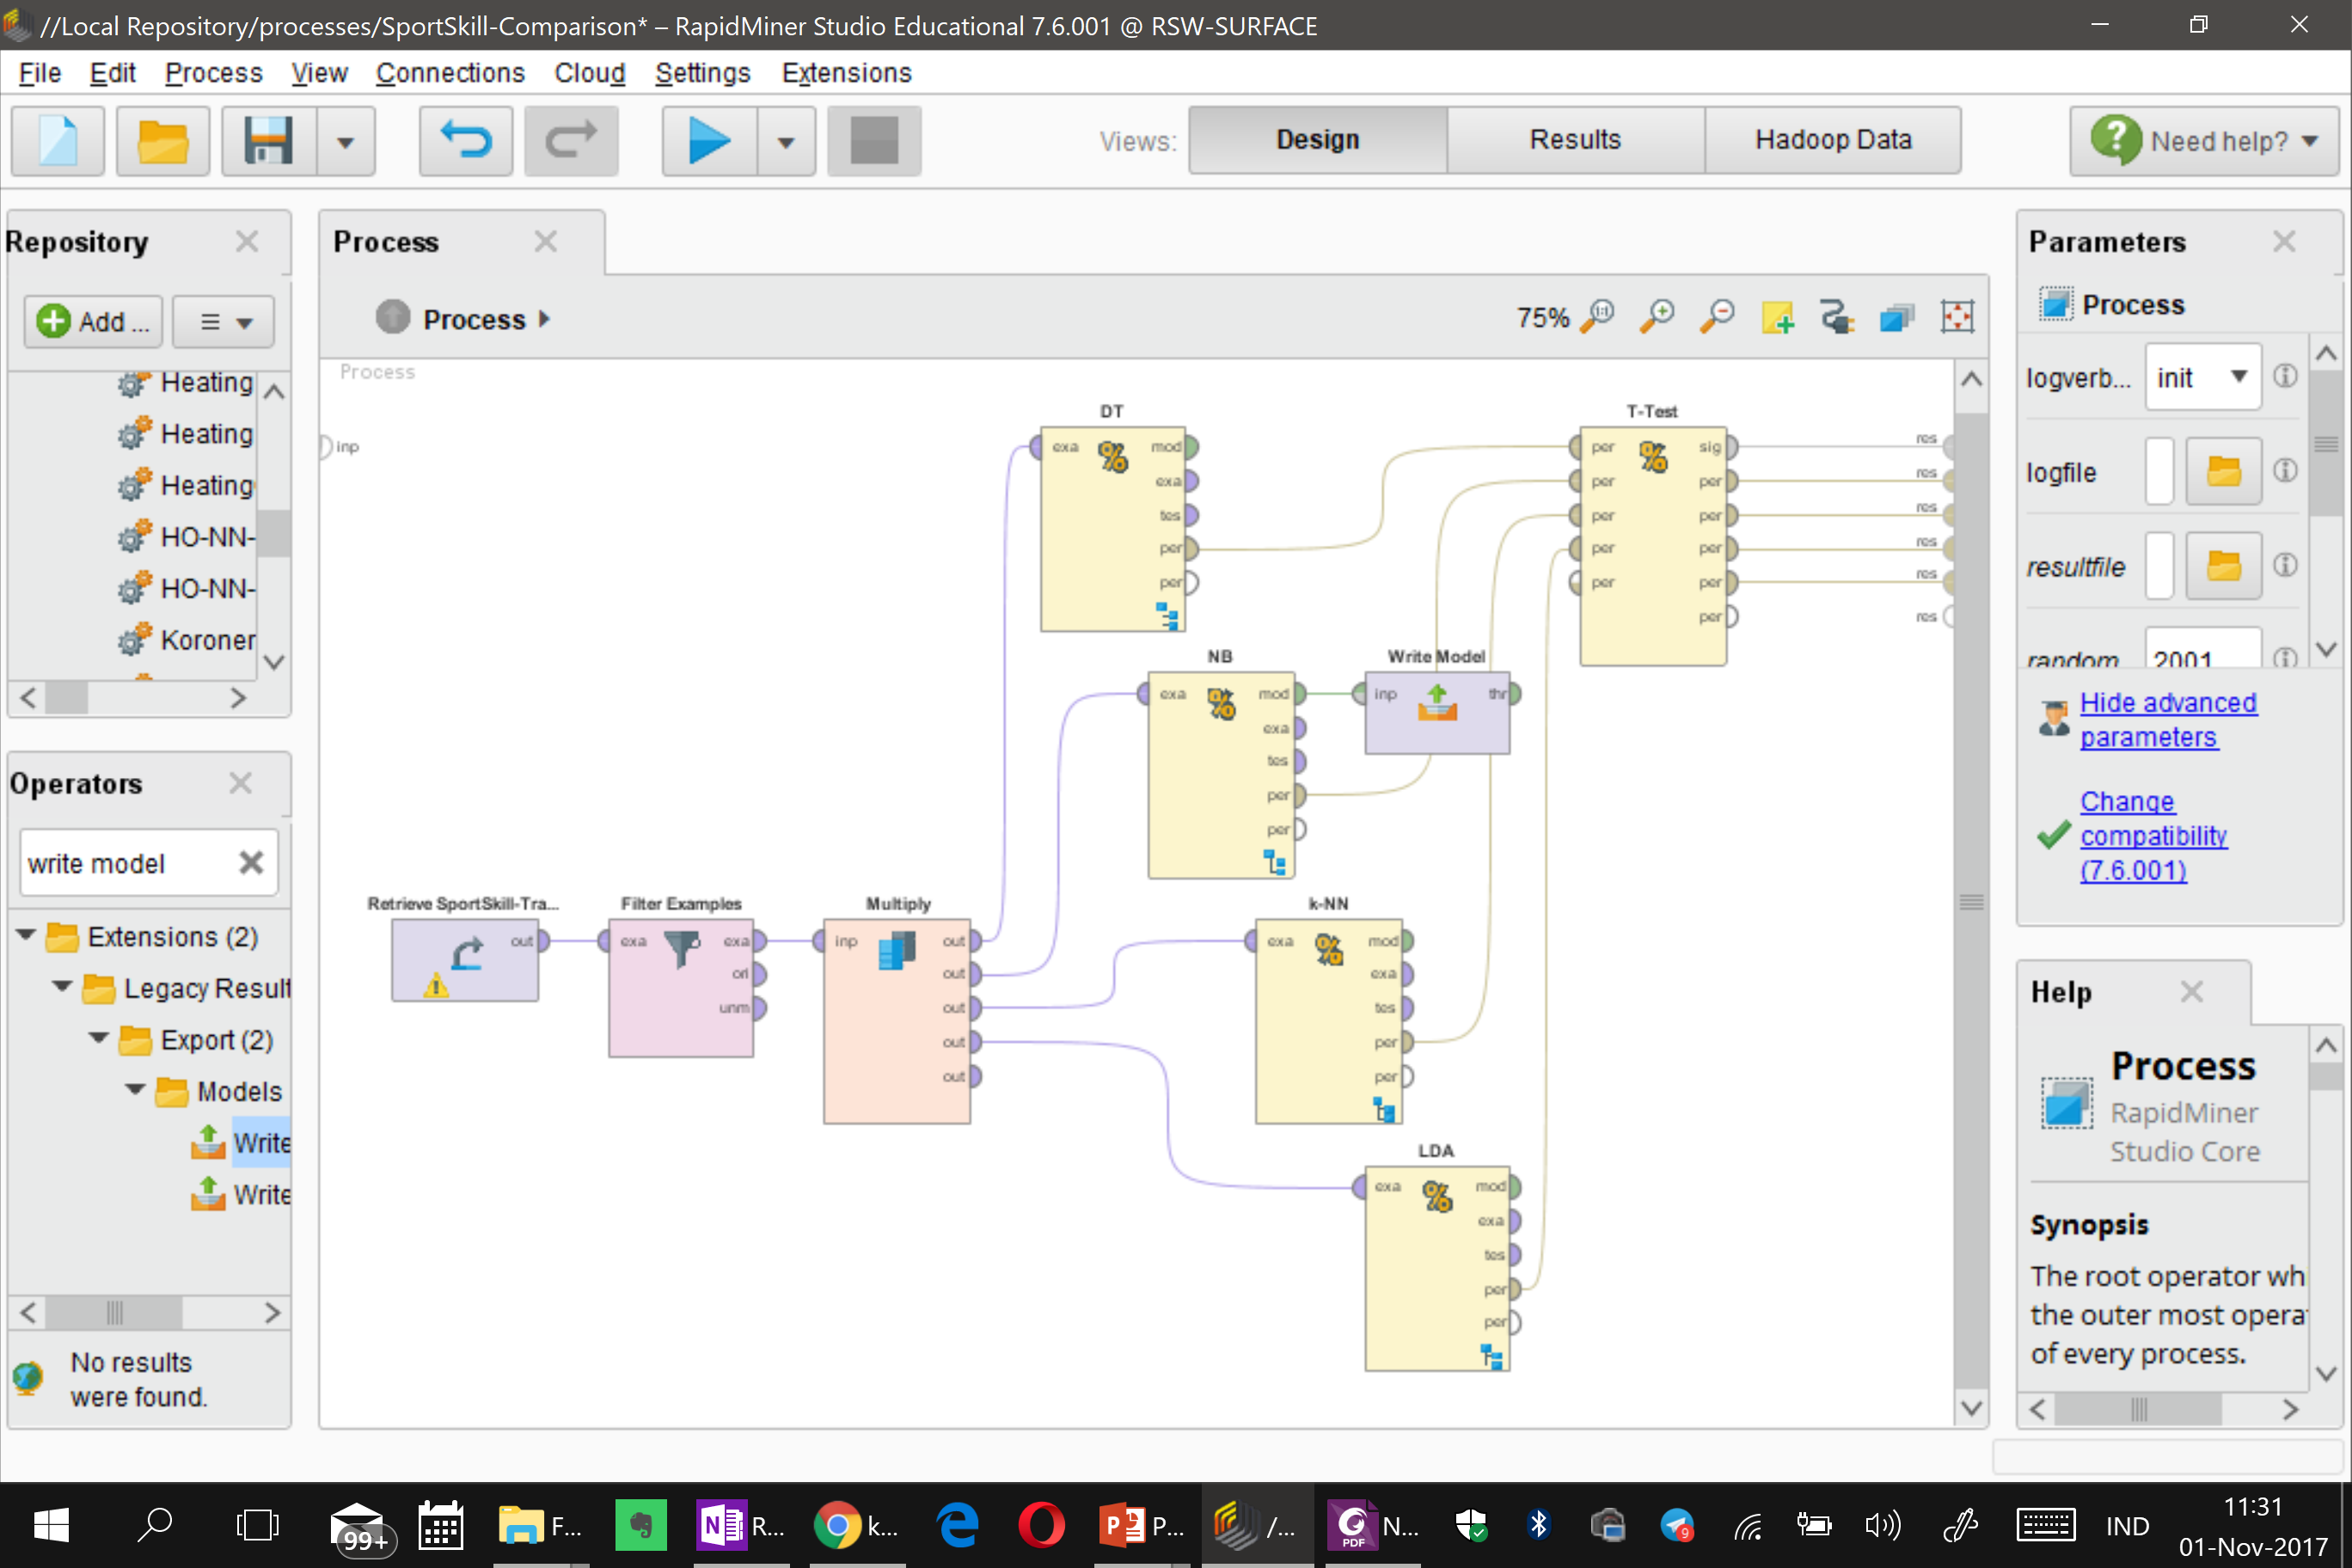 //Local Repository/processes/SportSkill-Comparison* – RapidMiner Studio Educational 7.6.001 @ RSW-SURFACE
File Edit Process View Connections Cloud Settings Extensions
Views: Design Results Hadoop Data Need help?
Repository
Add ...
Heating
Heating
Heating
HO-NN-
HO-NN-
Koroner
Operators
write model
Extensions (2)
Legacy Result
Export (2)
Models
Write
Write
No results
were found.
Process
Process
75%
Process
inp
DT
exa mod
exa
tes
per
per
T-Test
per sig
per per
per per
per per
per per
per
res
res
res
res
res
res
NB
exa mod
exa
tes
per
per
Write Model
inp thr
Retrieve SportSkill-Tra...
out
Filter Examples
exa exa
ori
unm
Multiply
inp out
out
out
out
out
k-NN
exa mod
exa
tes
per
per
LDA
exa mod
exa
tes
per
per
Parameters
Process
logverb... init
logfile
resultfile
random 2001
Hide advanced
parameters
Change
compatibility
(7.6.001)
Help
Process
RapidMiner
Studio Core
Synopsis
The root operator wh
the outer most opera
of every process.
99+
F...
R...
k...
P...
/...
PDF
N...
9
IND
11:31
01-Nov-2017